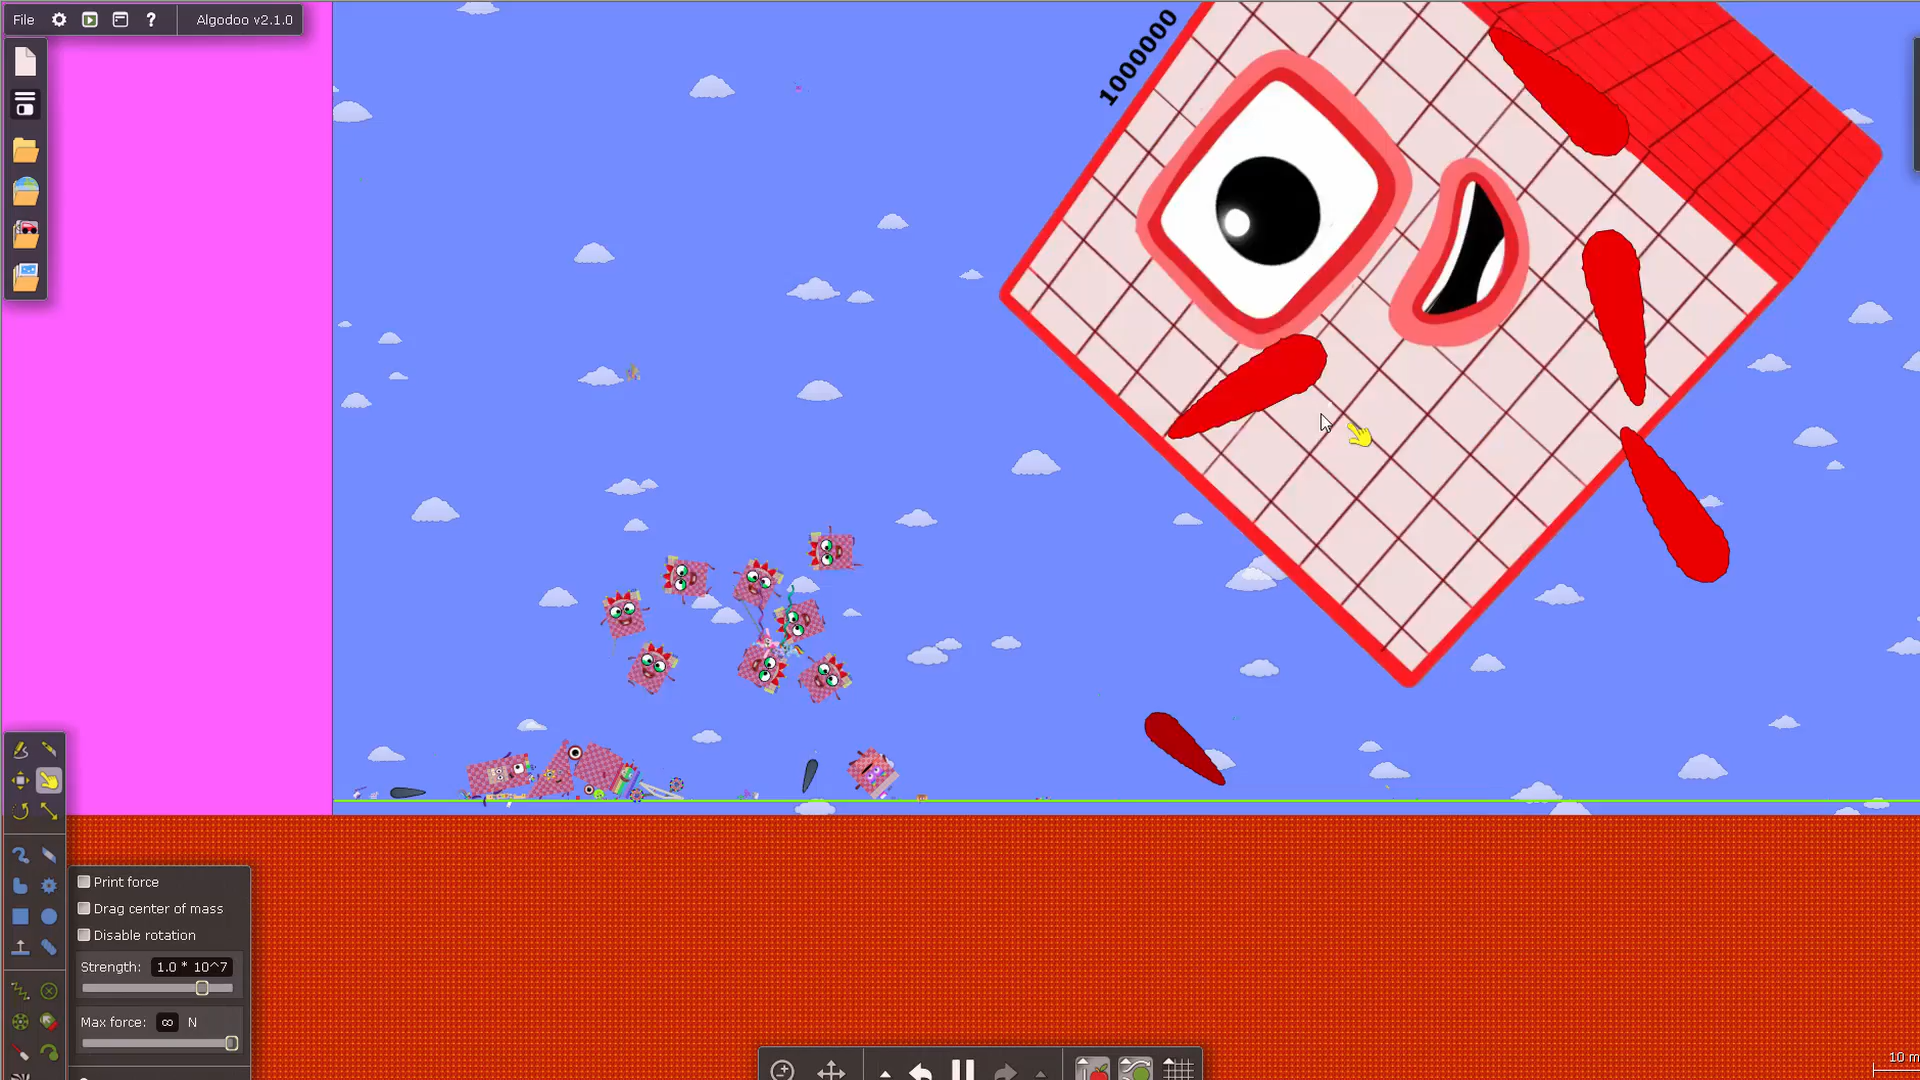 File ? Algodoo v2.1.0
1000000
Print force
Drag center of mass
Disable rotation
Strength: 1.0 * 10^7
Max force: ∞ N
10 m